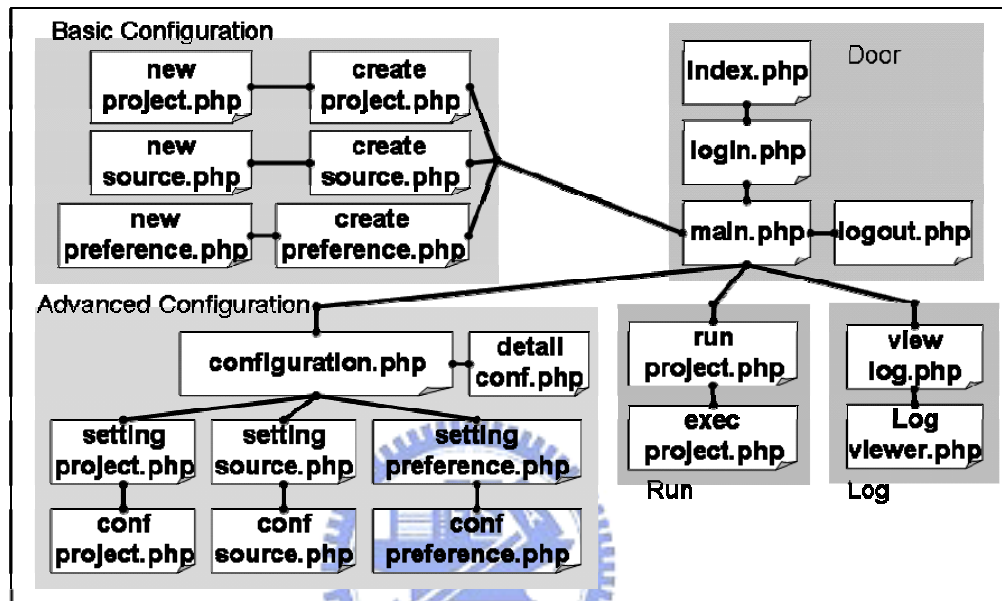 Basic Configuration
new
project.php
create
project.php
new
source.php
create
source.php
new
preference.php
create
preference.php
Door
Index.php
login.php
main.php
logout.php
Advanced Configuration
configuration.php
detail
conf.php
setting
project.php
setting
source.php
setting
preference.php
conf
project.php
conf
source.php
conf
preference.php
run
project.php
exec
project.php
Run
view
log.php
Log
viewer.php
Log